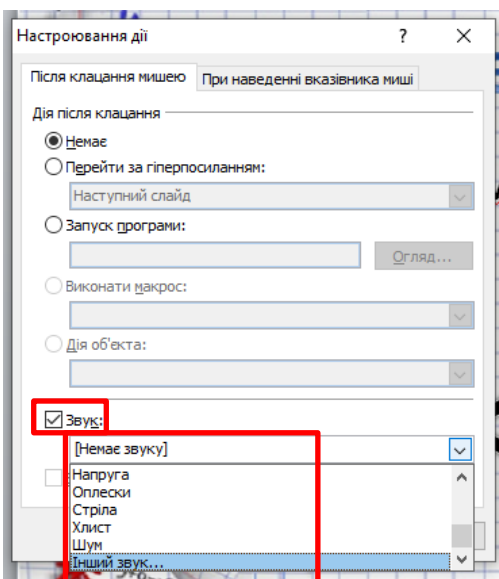 Настроювання дії
?
Після клацання мишею
При наведенні вказівника миші
Дія після клацання
Немає
Перейти за гіперпосиланням:
Наступний слайд
Запуск програми:
Огляд...
Виконати макрос:
Дія об'єкта:
Звук:
[Немає звуку]
Напруга
Оплески
Стріла
Хлист
Шум
Інший звук...